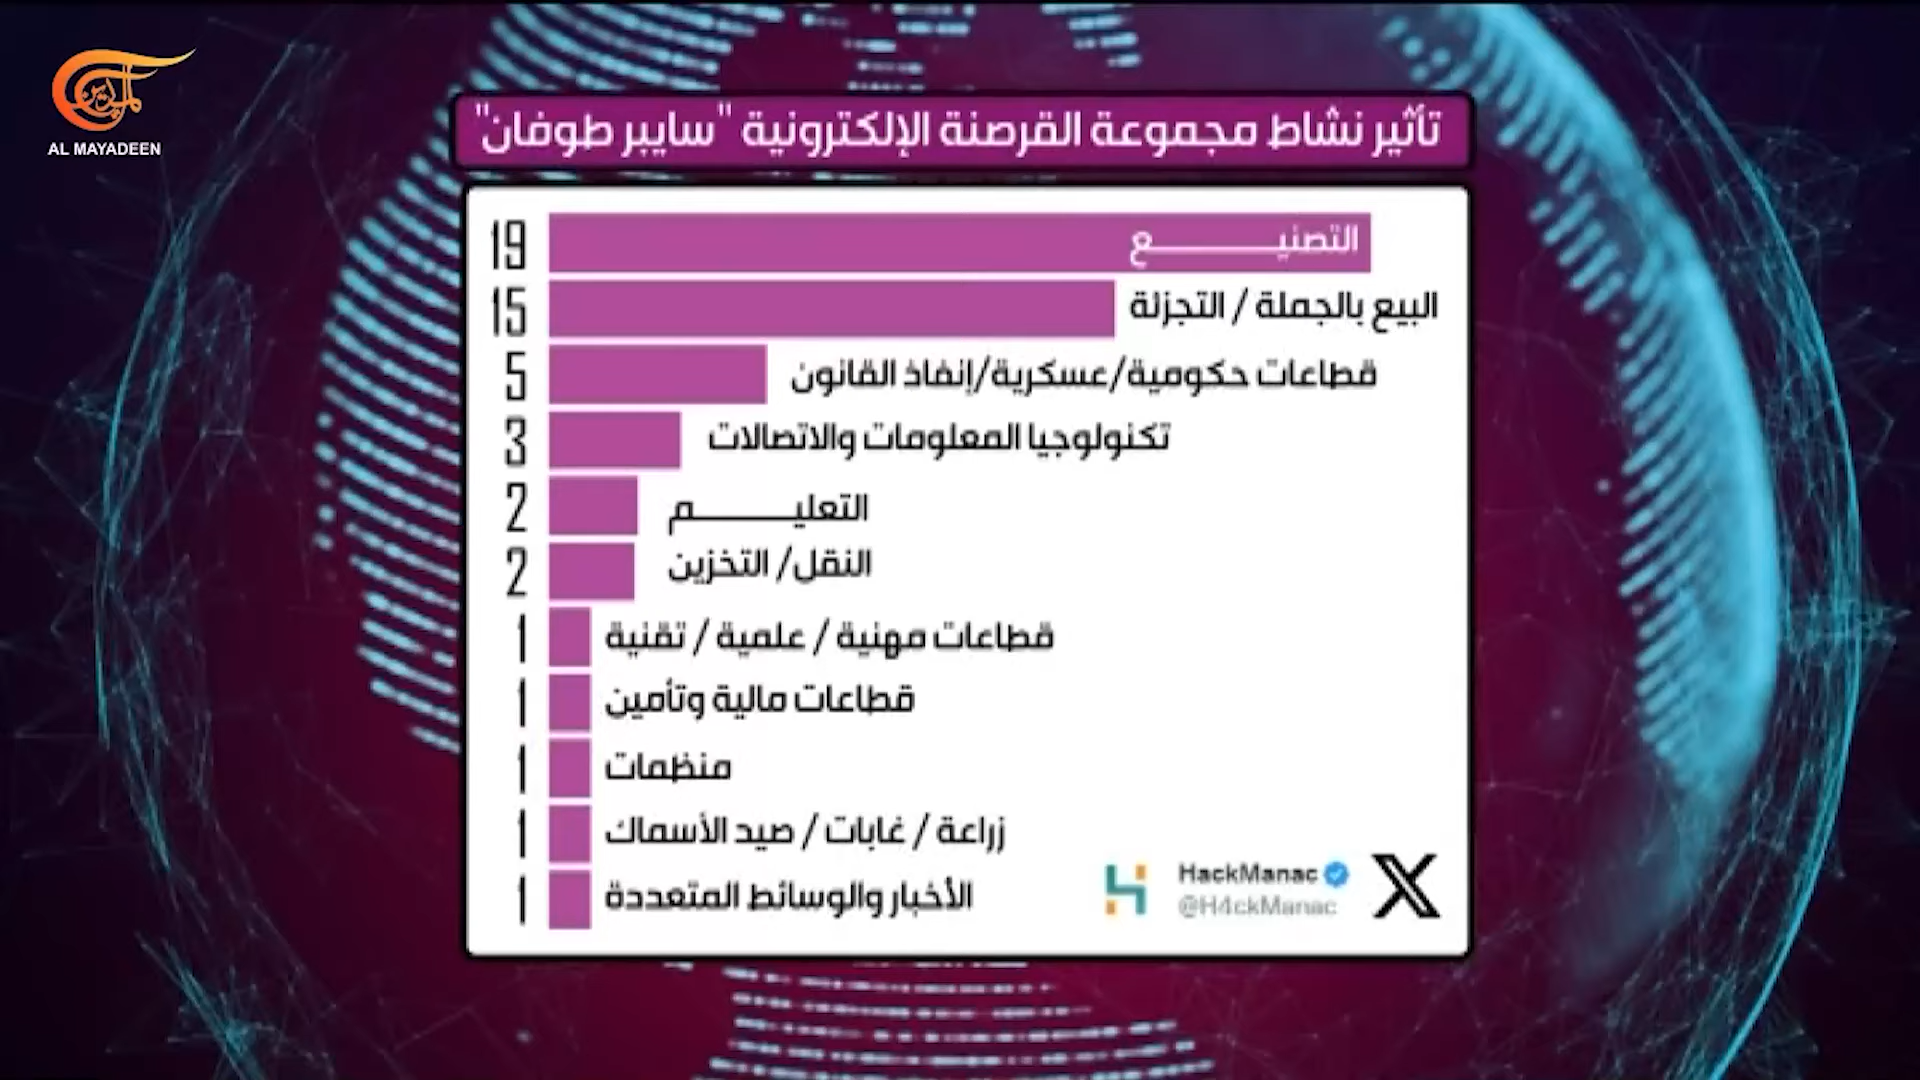 الميادين
AL MAYADEEN
تأثير نشاط مجموعة القرصنة الإلكترونية "سايبر طوفان"
19 التصنيـــــــع
15 البيع بالجملة / التجزئة
5 قطاعات حكومية/عسكرية/إنفاذ القانون
3 تكنولوجيا المعلومات والاتصالات
2 التعليـــــــم
2 النقل/ التخزين
1 قطاعات مهنية / علمية / تقنية
1 قطاعات مالية وتأمين
1 منظمات
1 زراعة / غابات / صيد الأسماك
1 الأخبار والوسائط المتعددة
HackManac
@H4ckManac